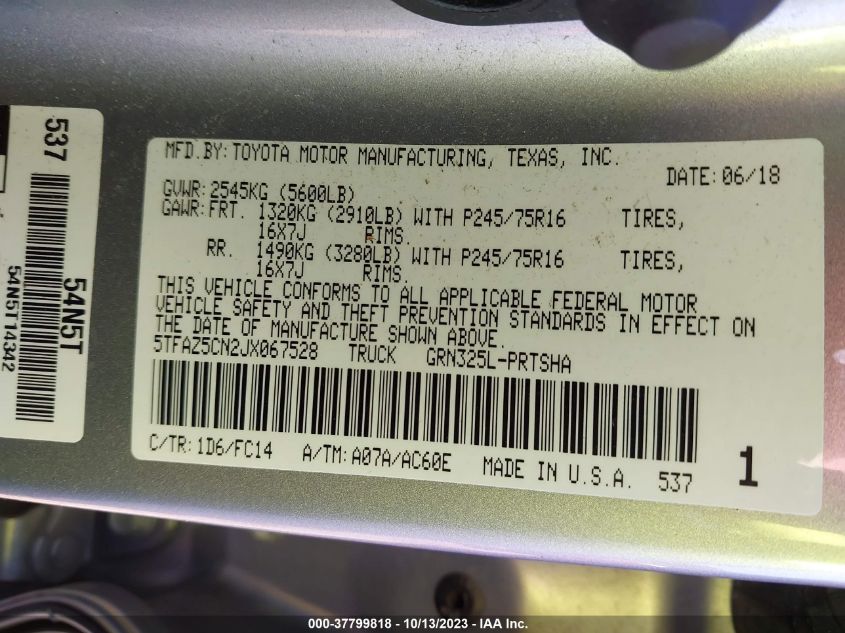 537
54N5T
54N5T14342
MFD.BY:TOYOTA MOTOR MANUFACTURING, TEXAS, INC.
DATE:06/18
GVWR:2545KG (5600LB)
GAWR:FRT. 1320KG (2910LB) WITH P245/75R16 TIRES,
16X7J RIMS.
RR. 1490KG (3280LB) WITH P245/75R16 TIRES,
16X7J RIMS.
THIS VEHICLE CONFORMS TO ALL APPLICABLE FEDERAL MOTOR
VEHICLE SAFETY AND THEFT PREVENTION STANDARDS IN EFFECT ON
THE DATE OF MANUFACTURE SHOWN ABOVE.
5TFAZ5CN2JX067528 TRUCK GRN325L-PRTSHA
C/TR:1D6/FC14 A/TM:A07A/AC60E MADE IN U.S.A. 537
1
000-37799818 - 10/13/2023 - IAA Inc.